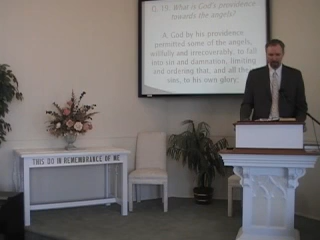 Q. 19. What is God's providence
towards the angels?
A. God by his providence
permitted some of the angels,
willfully and irrecoverably, to fall
into sin and damnation, limiting
and ordering that, and all their
sins, to his own glory;
THIS DO IN REMEMBRANCE OF ME